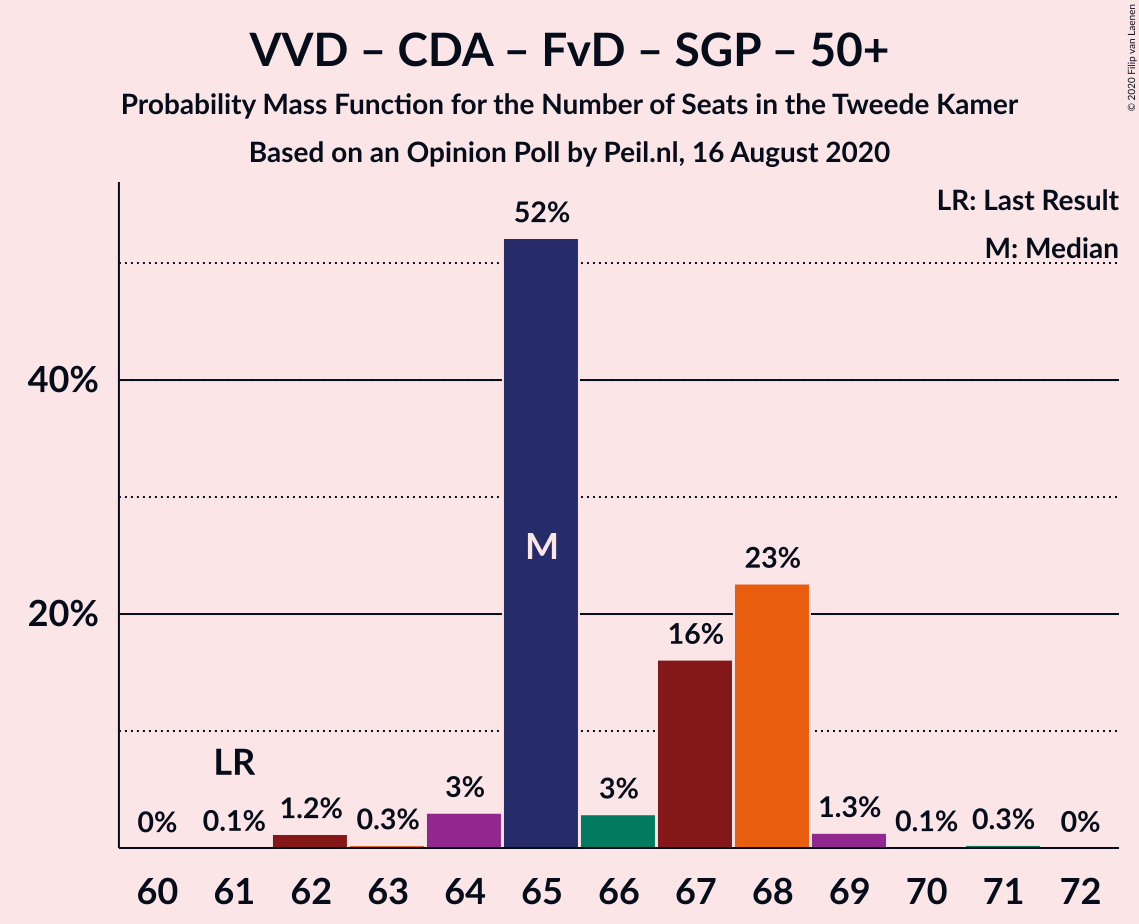 VVD – CDA – FvD – SGP – 50+
Probability Mass Function for the Number of Seats in the Tweede Kamer
Based on an Opinion Poll by Peil.nl, 16 August 2020
© 2020 Filip van Laenen
LR: Last Result
M: Median
52%
40%
M
23%
20%
16%
LR
0%
0.1%
1.2%
0.3%
3%
3%
1.3%
0.1%
0.3%
0%
60 61 62 63 64 65 66 67 68 69 70 71 72